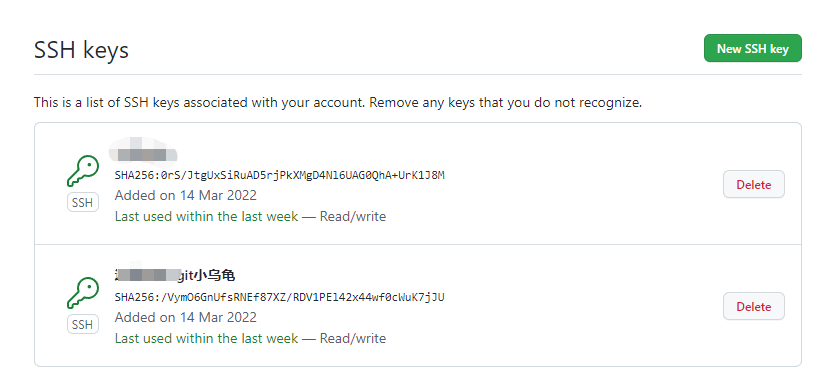 SSH keys
New SSH key
This is a list of SSH keys associated with your account. Remove any keys that you do not recognize.
SHA256:0rS/JtgUxSiRuAD5rjPkXMgD4Nl6UAG0QhA+UrK1J8M
SSH
Added on 14 Mar 2022
Last used within the last week — Read/write
Delete
git小乌龟
SHA256:/VymO6GnUfsRNEf87XZ/RDV1PEl42x44wf0cWuK7jJU
SSH
Added on 14 Mar 2022
Last used within the last week — Read/write
Delete